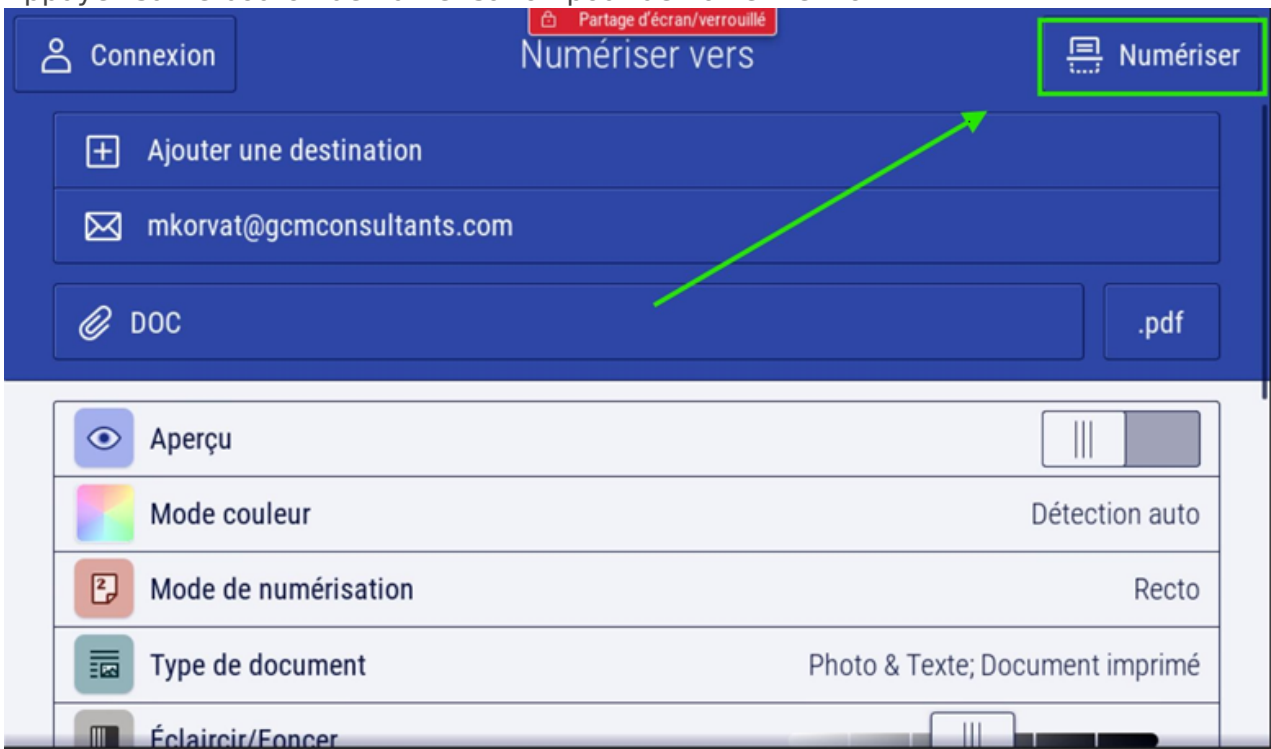 Partage d'écran/verrouillé
Connexion
Numériser vers
Numériser
Ajouter une destination
mkorvat@gcmconsultants.com
DOC
.pdf
Aperçu
Mode couleur
Détection auto
Mode de numérisation
Recto
Type de document
Photo & Texte; Document imprimé
Éclaircir/Foncer